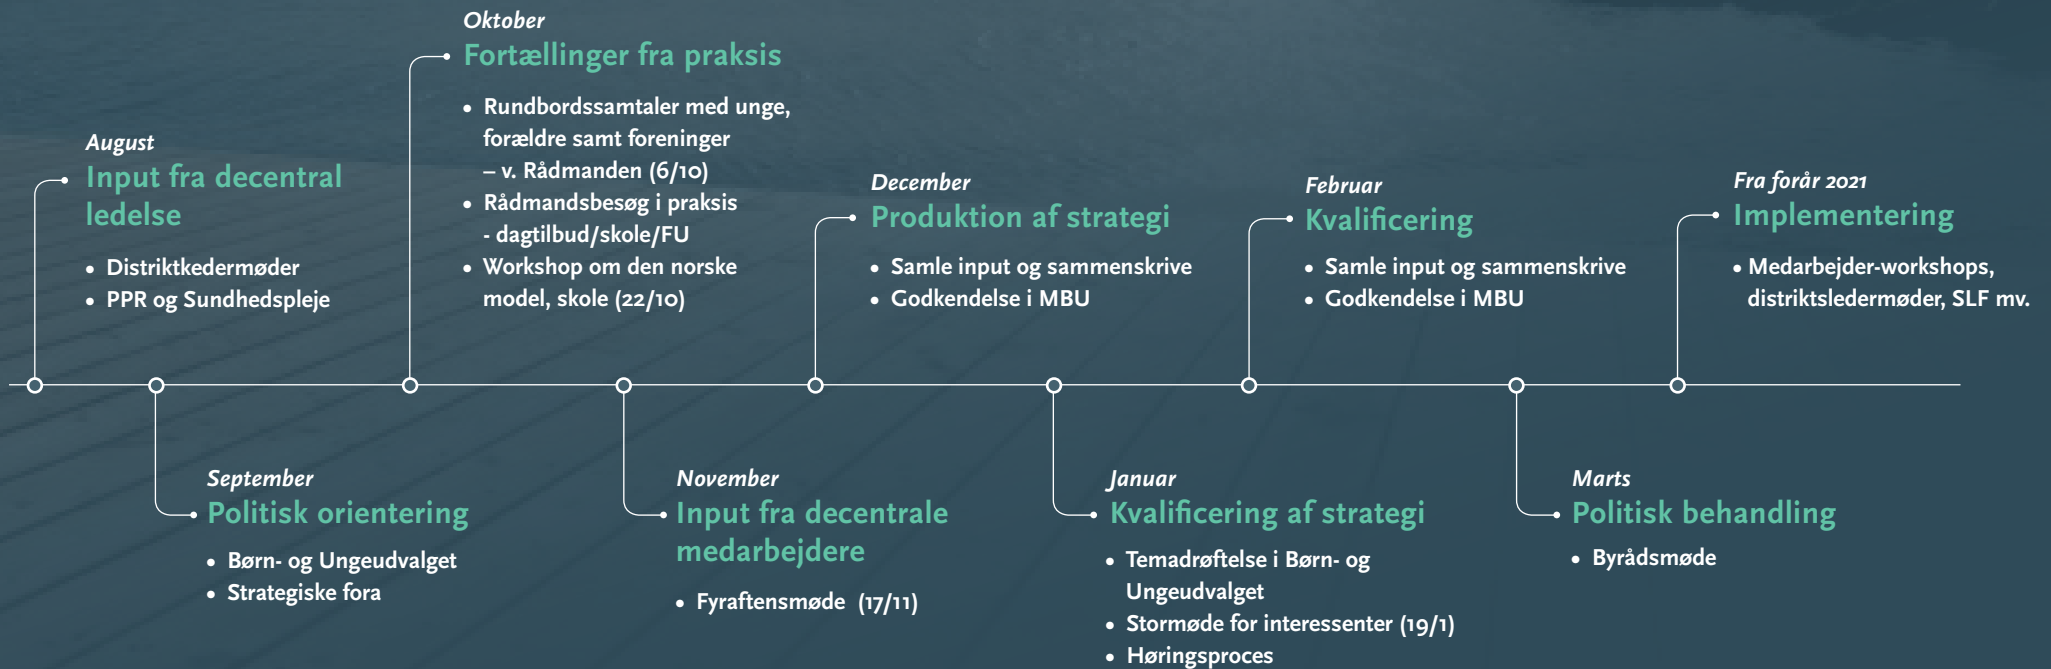 August
Input fra decentral
ledelse
• Distriktkedermøder
• PPR og Sundhedspleje
September
Politisk orientering
• Børn- og Ungeudvalget
• Strategiske fora
Oktober
Fortællinger fra praksis
• Rundbordssamtaler med unge,
forældre samt foreninger
– v. Rådmanden (6/10)
• Rådmandsbesøg i praksis
- dagtilbud/skole/FU
• Workshop om den norske
model, skole (22/10)
November
Input fra decentrale
medarbejdere
• Fyraftensmøde (17/11)
December
Produktion af strategi
• Samle input og sammenskrive
• Godkendelse i MBU
Januar
Kvalificering af strategi
• Temadrøftelse i Børn- og
Ungeudvalget
• Stormøde for interessenter (19/1)
• Høringsproces
Februar
Kvalificering
• Samle input og sammenskrive
• Godkendelse i MBU
Marts
Politisk behandling
• Byrådsmøde
Fra forår 2021
Implementering
• Medarbejder-workshops,
distriktsledermøder, SLF mv.